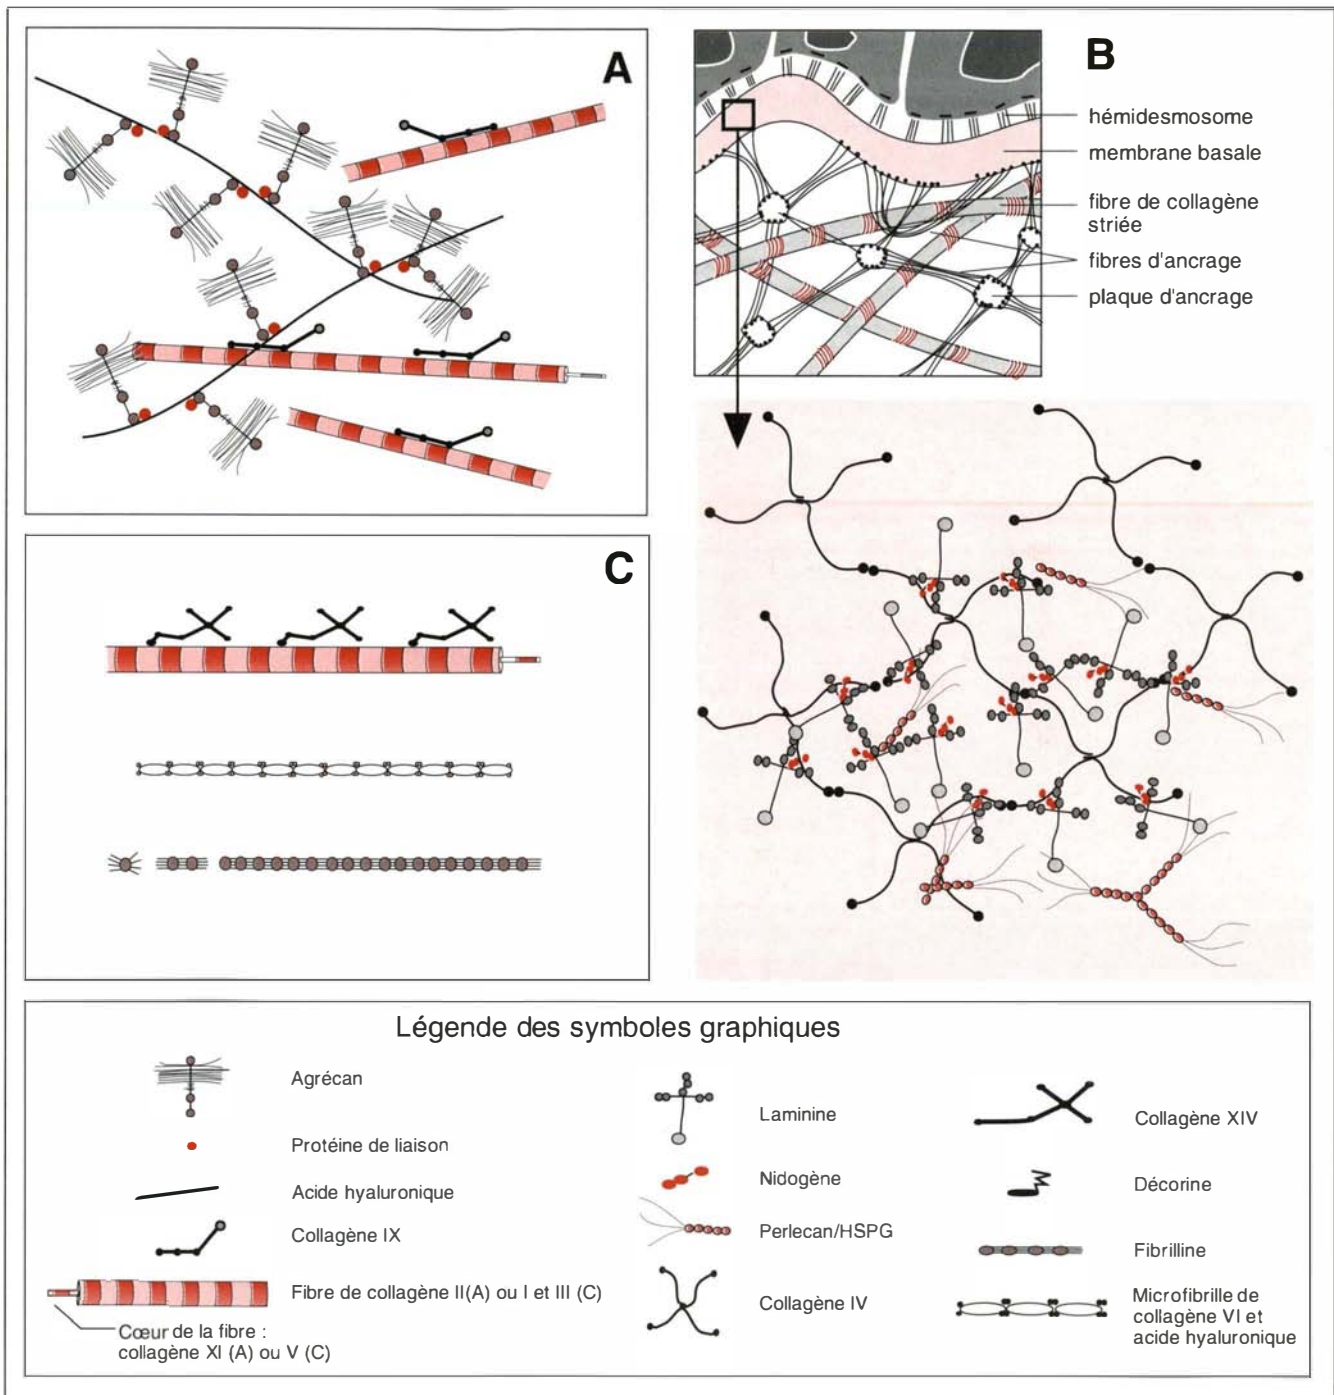 A
B
hémidesmosome
membrane basale
fibre de collagène
striée
fibres d'ancrage
plaque d'ancrage
C
Légende des symboles graphiques
Agrécan
Protéine de liaison
Acide hyaluronique
Collagène IX
Fibre de collagène II(A) ou I et III (C)
Cœur de la fibre :
collagène XI (A) ou V (C)
Laminine
Nidogène
Perlecan/HSPG
Collagène IV
Collagène XIV
Décorine
Fibrilline
Microfibrille de
collagène VI et
acide hyaluronique